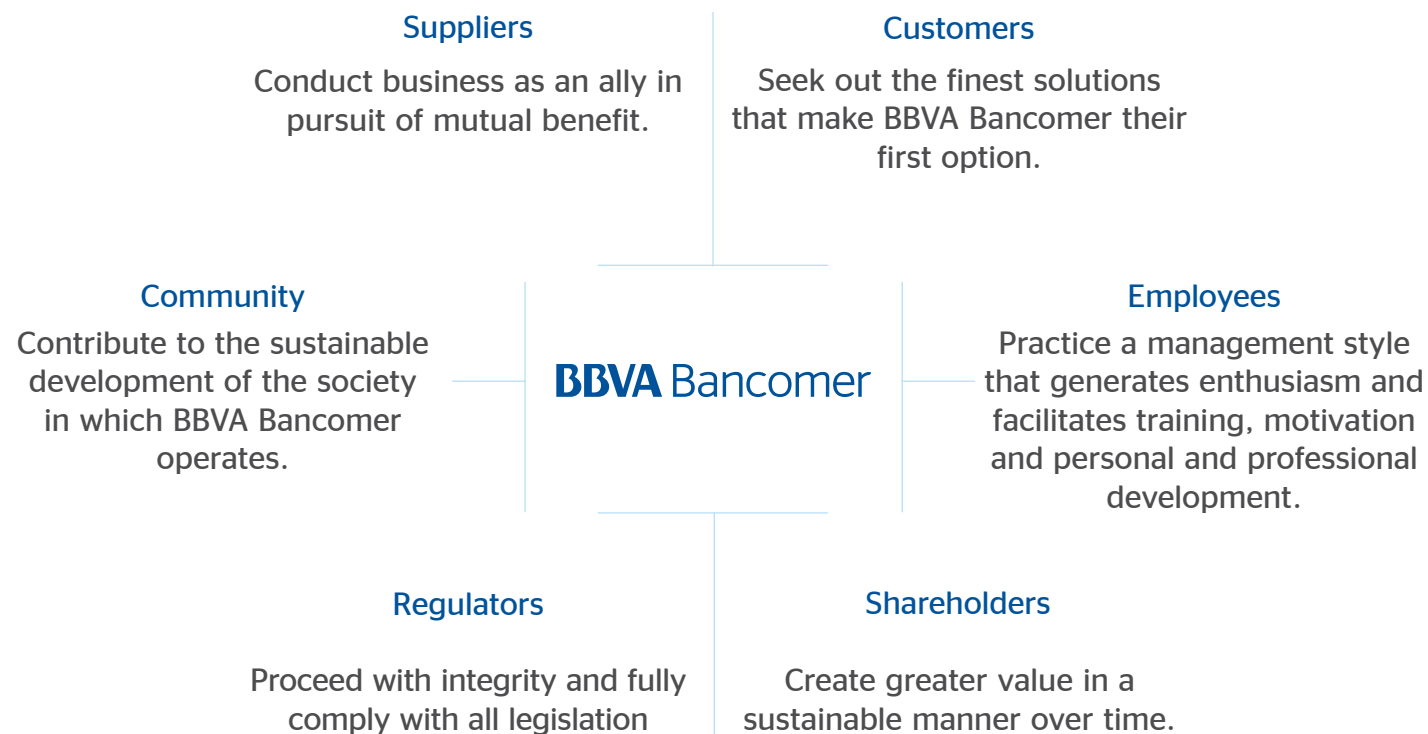 Suppliers
Conduct business as an ally in
pursuit of mutual benefit.
Customers
Seek out the finest solutions
that make BBVA Bancomer their
first option.
Community
Contribute to the sustainable
development of the society
in which BBVA Bancomer
operates.
BBVA Bancomer
Employees
Practice a management style
that generates enthusiasm and
facilitates training, motivation
and personal and professional
development.
Regulators
Proceed with integrity and fully
comply with all legislation
Shareholders
Create greater value in a
sustainable manner over time.